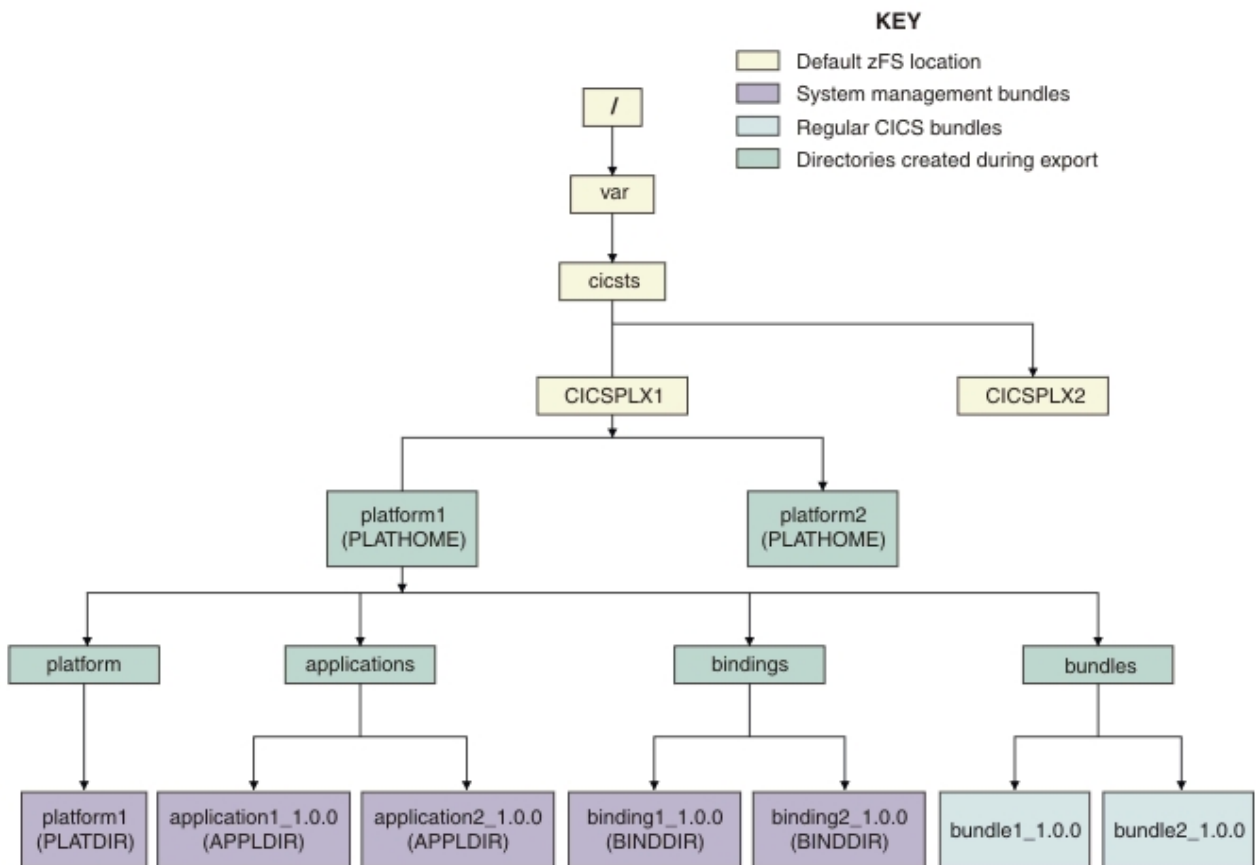 KEY
Default zFS location
System management bundles
Regular CICS bundles
Directories created during export
/
var
cicsts
CICSPLX1
CICSPLX2
platform1
(PLATHOME)
platform2
(PLATHOME)
platform
applications
bindings
bundles
platform1
(PLATDIR)
application1_1.0.0
(APPLDIR)
application2_1.0.0
(APPLDIR)
binding1_1.0.0
(BINDDIR)
binding2_1.0.0
(BINDDIR)
bundle1_1.0.0
bundle2_1.0.0